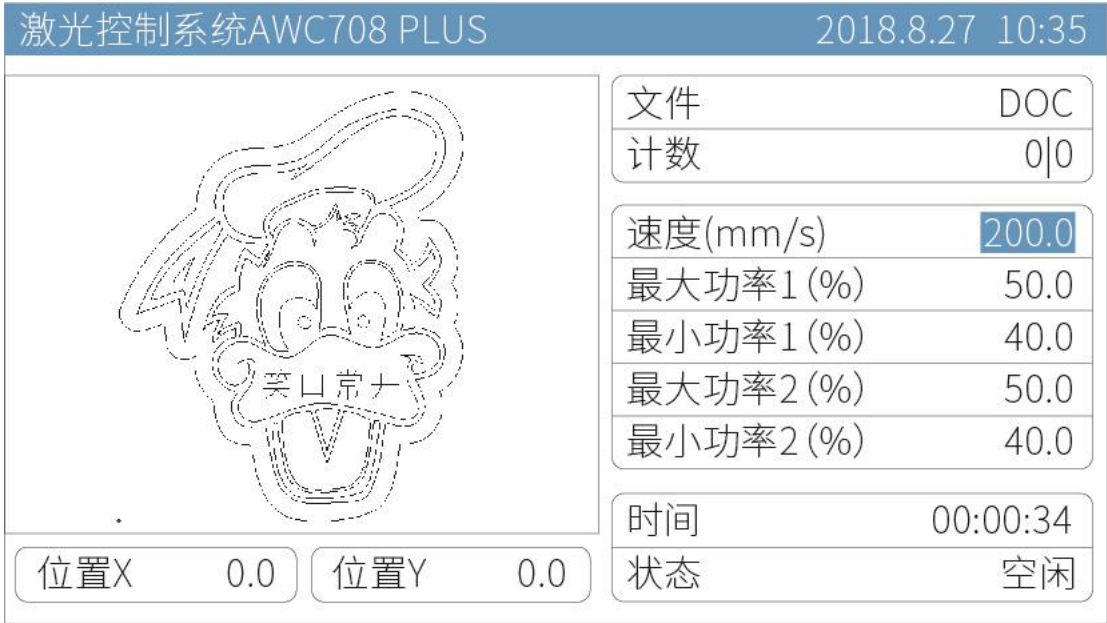 激光控制系统AWC708 PLUS 2018.8.27 10:35
文件 DOC
计数 0|0
速度(mm/s) 200.0
最大功率1(%) 50.0
最小功率1(%) 40.0
最大功率2(%) 50.0
最小功率2(%) 40.0
笑口常
时间 00:00:34
状态 空闲
位置X 0.0 位置Y 0.0